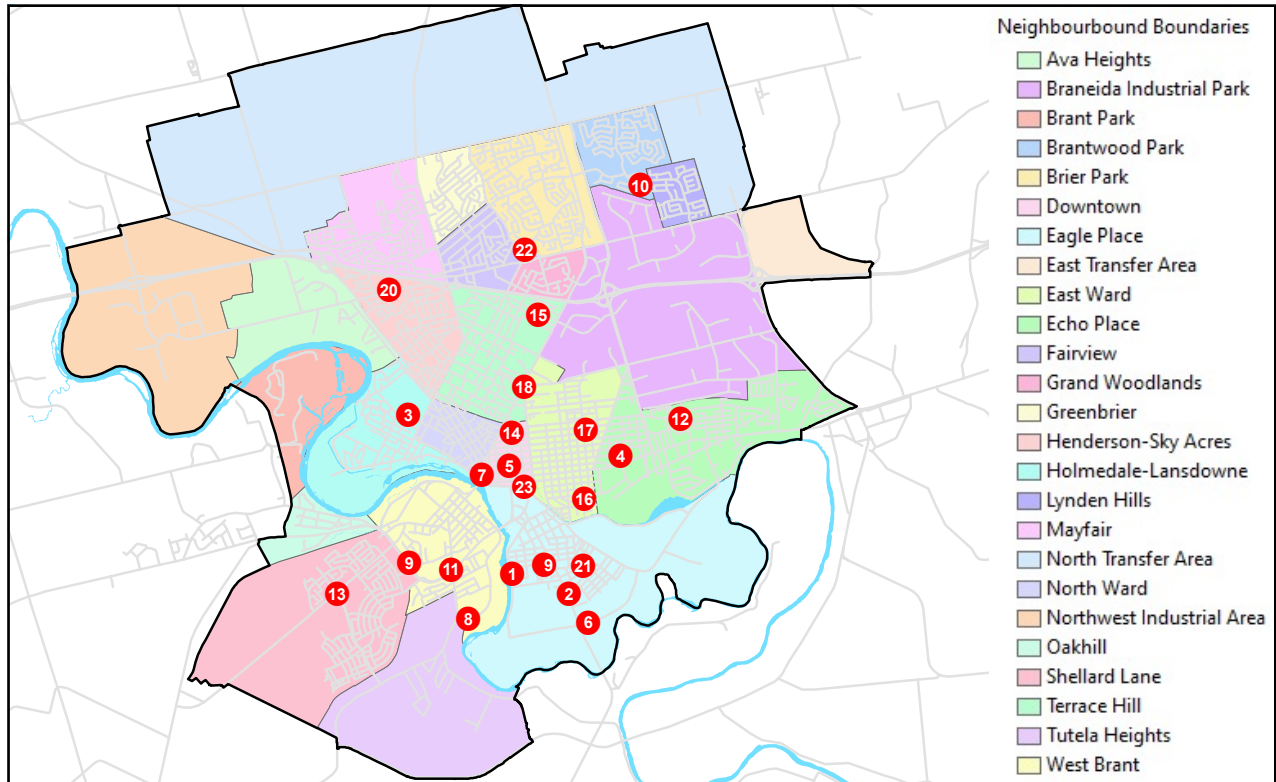 Neighbourbound Boundaries
Ava Heights
Braneida Industrial Park
Brant Park
Brantwood Park
Brier Park
Downtown
Eagle Place
East Transfer Area
East Ward
Echo Place
Fairview
Grand Woodlands
Greenbrier
Henderson-Sky Acres
Holmedale-Lansdowne
Lynden Hills
Mayfair
North Transfer Area
North Ward
Northwest Industrial Area
Oakhill
Shellard Lane
Terrace Hill
Tutela Heights
West Brant
10
22
20
15
18
3
12
17
14
4
5
7
23
16
9
11
1
9
21
13
2
8
6